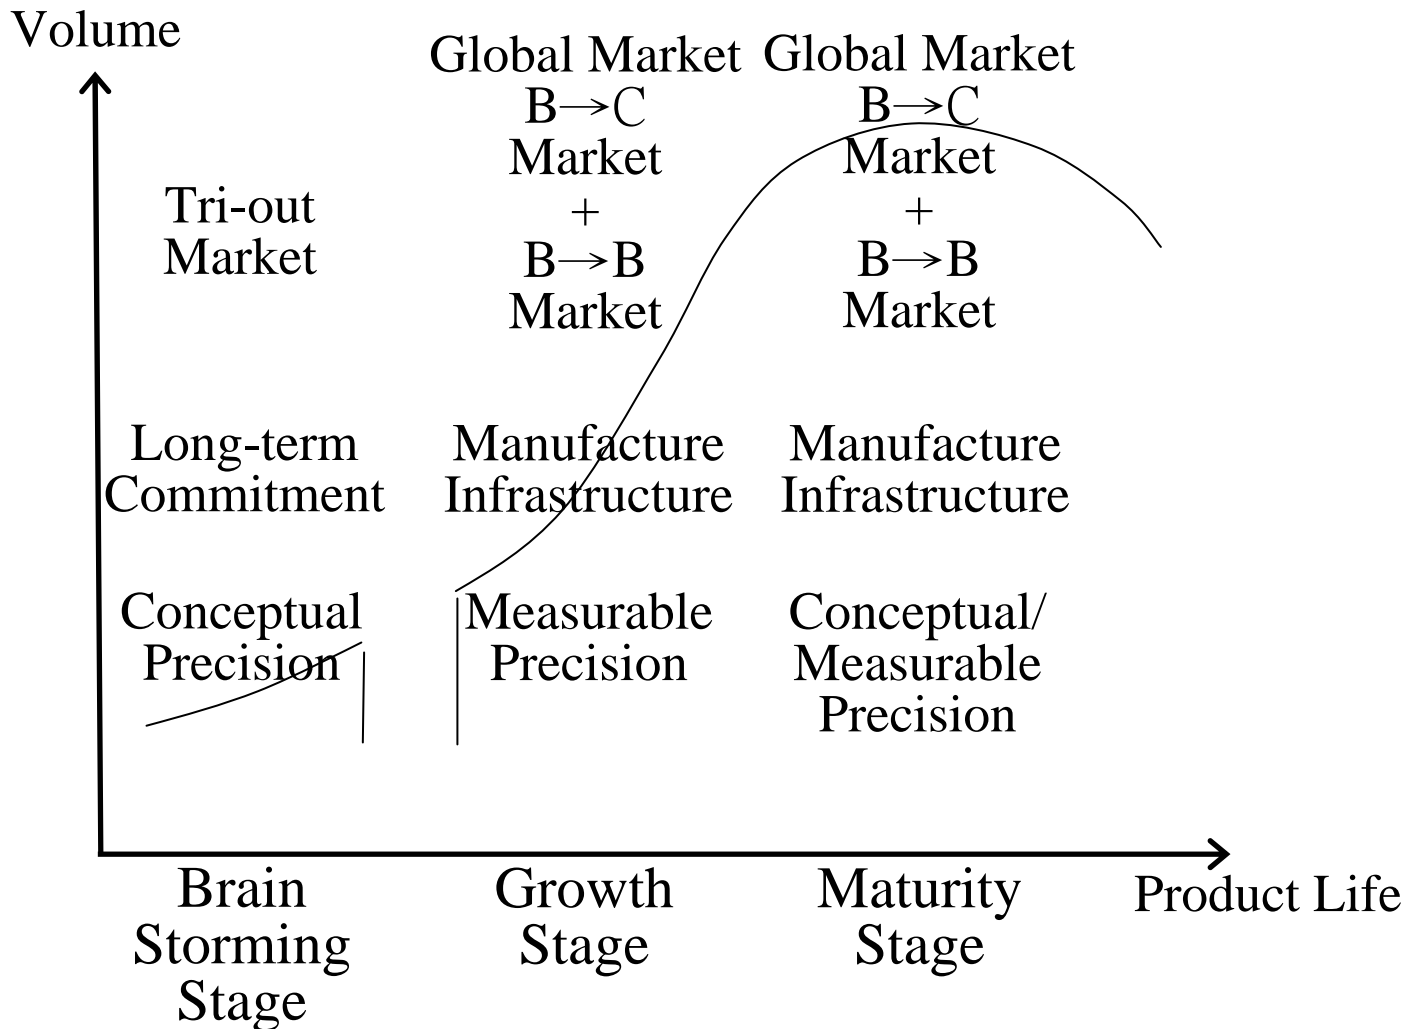 Volume
Global Market
B→C
Market
+
B→B
Market
Global Market
B→C
Market
+
B→B
Market
Tri-out
Market
Long-term
Commitment
Manufacture
Infrastructure
Manufacture
Infrastructure
Conceptual
Precision
Measurable
Precision
Conceptual/
Measurable
Precision
Brain
Storming
Stage
Growth
Stage
Maturity
Stage
Product Life